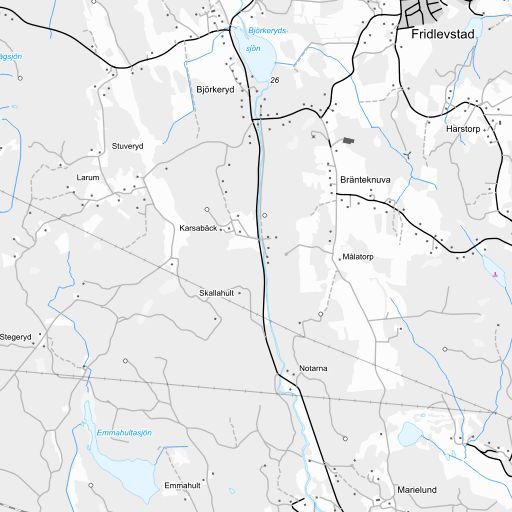 Björkeryds
sjön
Fridlevstad
26
Björkeryd
Härstorp
Stuveryd
Larum
Bränteknuva
Karsabäck
Målatorp
Skallahult
Stegeryd
Notarna
Emmahultasjön
Emmahult
Marielund